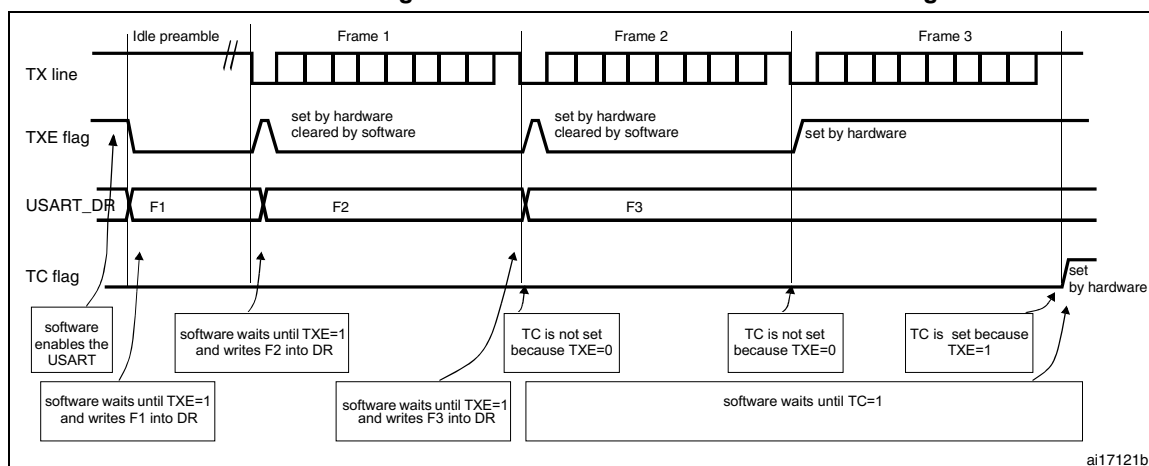 Idle preamble
Frame 1
Frame 2
Frame 3
TX line
TXE flag
set by hardware
cleared by software
set by hardware
cleared by software
set by hardware
USART_DR
F1
F2
F3
TC flag
set
by hardware
software
enables the
USART
software waits until TXE=1
and writes F2 into DR
TC is not set
because TXE=0
TC is not set
because TXE=0
TC is set because
TXE=1
software waits until TXE=1
and writes F1 into DR
software waits until TXE=1
and writes F3 into DR
software waits until TC=1
ai17121b